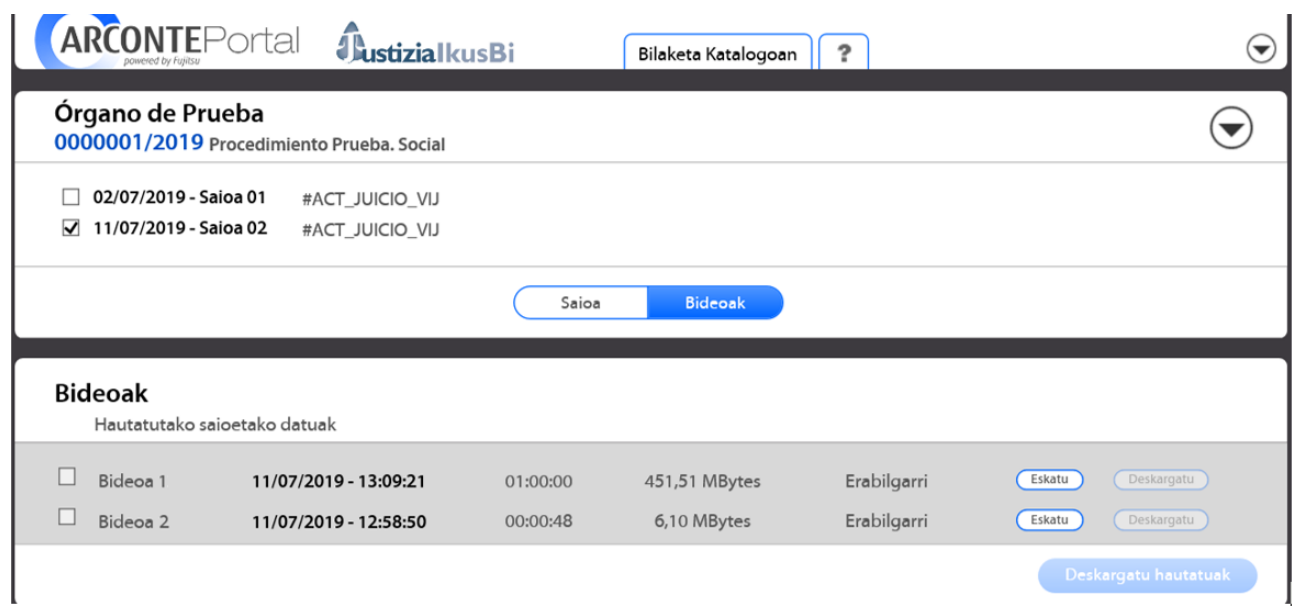 ARCONTEPortal
powered by Fujitsu
JustiziaIkusBi
Bilaketa Katalogoan
?
Órgano de Prueba
0000001/2019 Procedimiento Prueba. Social
02/07/2019 - Saioa 01 #ACT_JUICIO_VIJ
11/07/2019 - Saioa 02 #ACT_JUICIO_VIJ
Saioa Bideoak
Bideoak
Hautatutako saioetako datuak
Bideoa 1 11/07/2019 - 13:09:21 01:00:00 451,51 MBytes Erabilgarri Eskatu Deskargatu
Bideoa 2 11/07/2019 - 12:58:50 00:00:48 6,10 MBytes Erabilgarri Eskatu Deskargatu
Deskargatu hautatuak